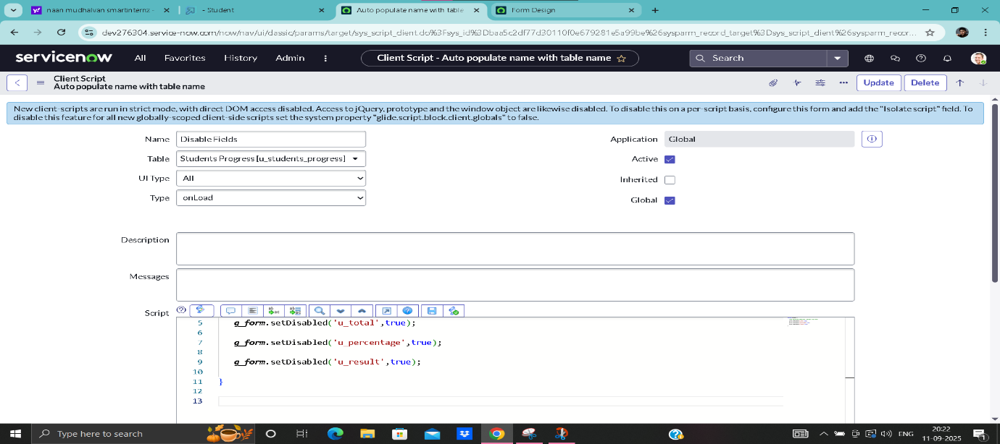 naan mudhalvan smartinternz -
- Student
Auto populate name with table
Form Design
dev276304.service-now.com/now/nav/ui/classic/params/target/sys_script_client.do%3Fsys_id%3Dbaa5c2df77d30110f0e679281e5a99be%26sysparm_record_target%3Dsys_script_client%26sysparm_recor...
servicenow All Favorites History Admin Client Script - Auto populate name with table name Search
Client Script
Auto populate name with table name
Update Delete
New client-scripts are run in strict mode, with direct DOM access disabled. Access to jQuery, prototype and the window object are likewise disabled. To disable this on a per-script basis, configure this form and add the "Isolate script" field. To
disable this feature for all new globally-scoped client-side scripts set the system property "glide.script.block.client.globals" to false.
Name Disable Fields Application Global
Table Students Progress [u_students_progress] Active
UI Type All Inherited
Type onLoad Global
Description
Messages
Script
5 g_form.setDisabled('u_total',true);
6
7 g_form.setDisabled('u_percentage',true);
8
9 g_form.setDisabled('u_result',true);
10
11 }
12
13
Type here to search
ENG
20:22
11-09-2025
1